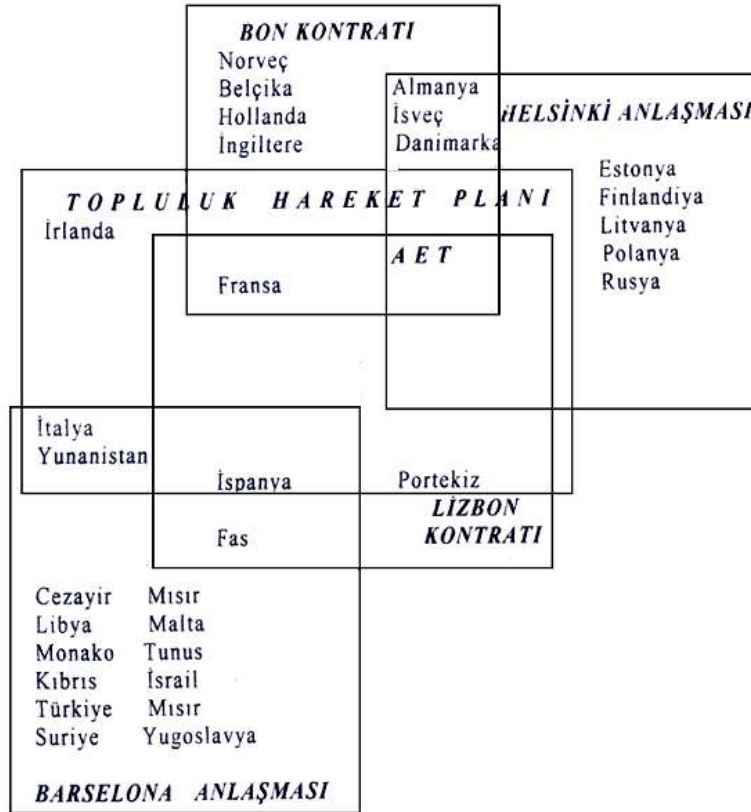 BON KONTRATI
Norveç
Belçika
Hollanda
İngiltere
Almanya
İsveç
Danimarka
HELSİNKİ ANLAŞMASI
Estonya
Finlandiya
Litvanya
Polanya
Rusya
TOPLULUK HAREKET PLANI
İrlanda
AET
Fransa
İtalya
Yunanistan
İspanya
Portekiz
LİZBON
KONTRATI
Fas
Cezayir Mısır
Libya Malta
Monako Tunus
Kıbrıs İsrail
Türkiye Mısır
Suriye Yugoslavya
BARSELONA ANLAŞMASI